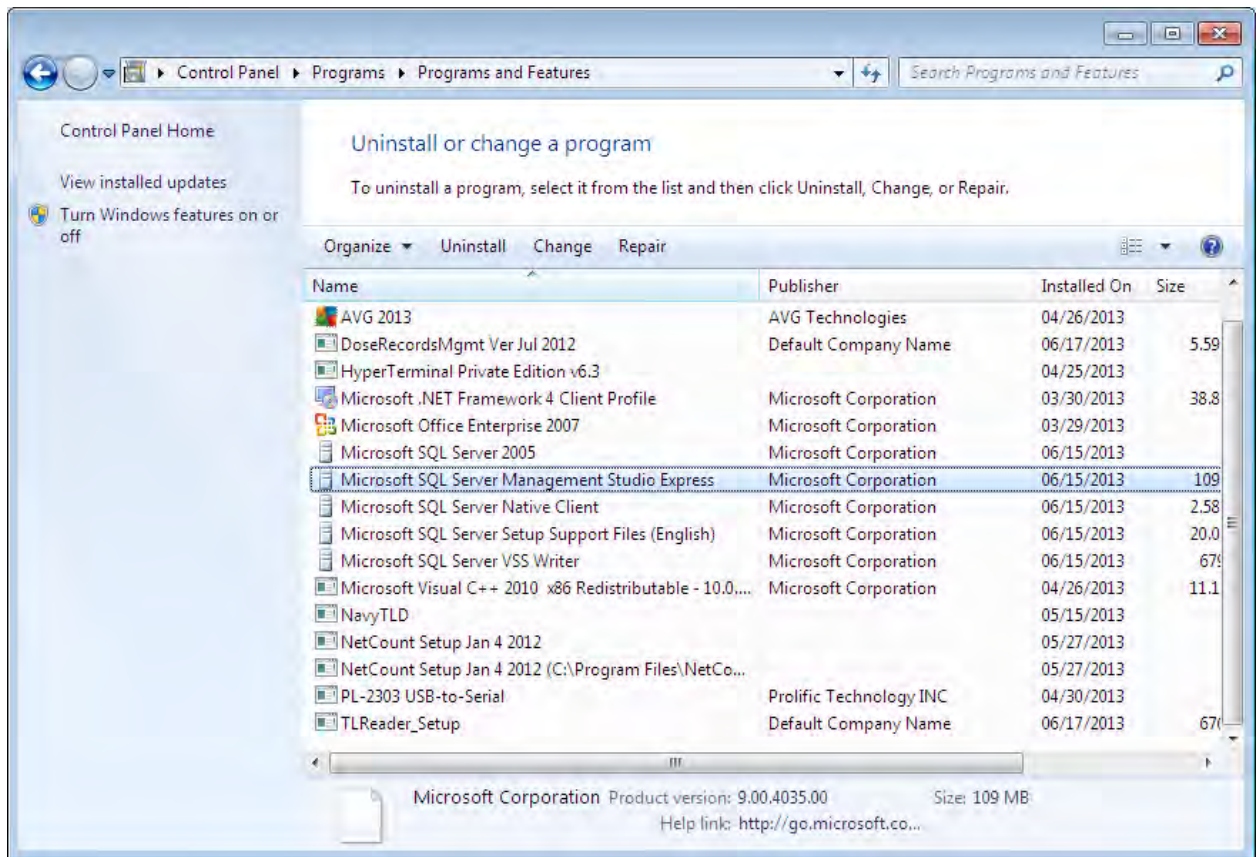 Control Panel Programs Programs and Features Search Programs and Features
Control Panel Home
View installed updates
Turn Windows features on or
off
Uninstall or change a program
To uninstall a program, select it from the list and then click Uninstall, Change, or Repair.
Organize Uninstall Change Repair
Name Publisher Installed On Size
AVG 2013 AVG Technologies 04/26/2013
DoseRecordsMgmt Ver Jul 2012 Default Company Name 06/17/2013 5.59
HyperTerminal Private Edition v6.3 04/25/2013
Microsoft .NET Framework 4 Client Profile Microsoft Corporation 03/30/2013 38.8
Microsoft Office Enterprise 2007 Microsoft Corporation 03/29/2013
Microsoft SQL Server 2005 Microsoft Corporation 06/15/2013
Microsoft SQL Server Management Studio Express Microsoft Corporation 06/15/2013 109
Microsoft SQL Server Native Client Microsoft Corporation 06/15/2013 2.58
Microsoft SQL Server Setup Support Files (English) Microsoft Corporation 06/15/2013 20.0
Microsoft SQL Server VSS Writer Microsoft Corporation 06/15/2013
Microsoft Visual C++ 2010 x86 Redistributable - 10.0.... Microsoft Corporation 04/26/2013 11.1
NavyTLD 05/15/2013
NetCount Setup Jan 4 2012 05/27/2013
NetCount Setup Jan 4 2012 (C:\Program Files\NetCo... 05/27/2013
PL-2303 USB-to-Serial Prolific Technology INC 04/30/2013
TLReader_Setup Default Company Name 06/17/2013
Microsoft Corporation Product version: 9.00.4035.00 Size: 109 MB
Help link: http://go.microsoft.co...